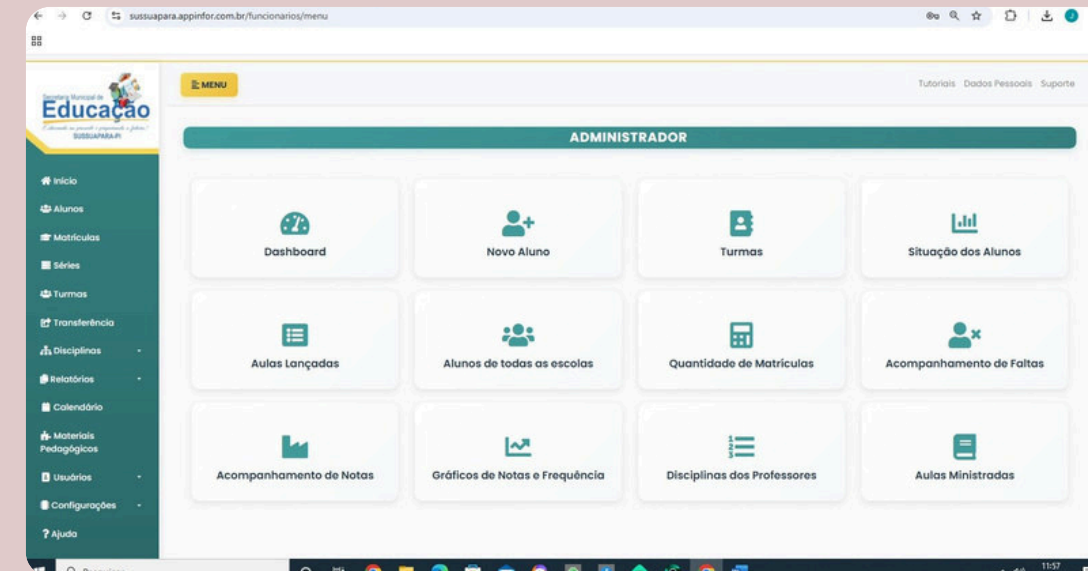 sussuapara.appinfor.com.br/funcionarios/menu
Secretaria Municipal de
Educação
SUSSUAPARA-PI
MENU
Tutoriais Dados Pessoais Suporte
ADMINISTRADOR
Início
Alunos
Matrículas
Séries
Turmas
Transferência
Disciplinas
Relatórios
Calendário
Materiais
Pedagógicos
Usuários
Configurações
Ajuda
Dashboard
Novo Aluno
Turmas
Situação dos Alunos
Aulas Lançadas
Alunos de todas as escolas
Quantidade de Matrículas
Acompanhamento de Faltas
Acompanhamento de Notas
Gráficos de Notas e Frequência
Disciplinas dos Professores
Aulas Ministradas
11:57